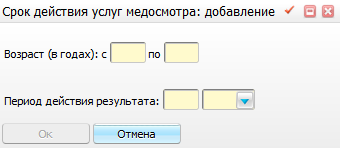 Срок действия услуг медосмотра: добавление
Возраст (в годах): с по
Период действия результата:
Ок Отмена